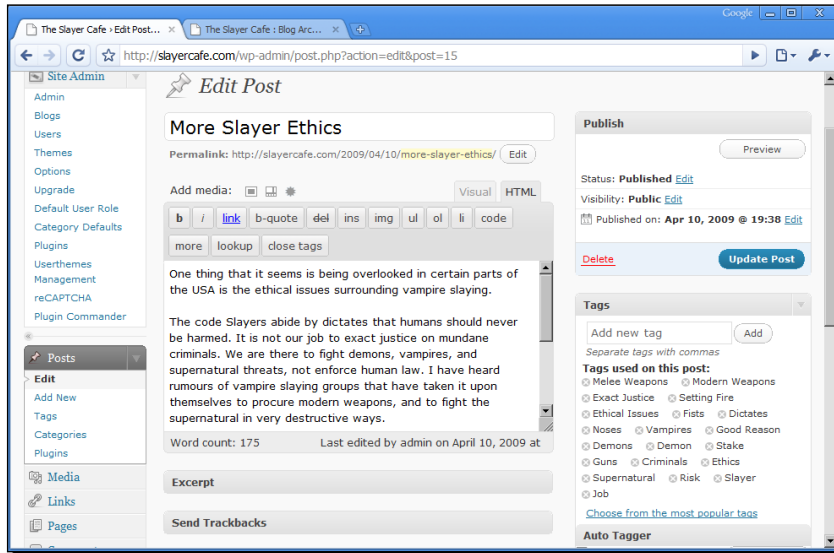 Google
The Slayer Cafe › Edit Post...
The Slayer Cafe : Blog Arc...
http://slayercafe.com/wp-admin/post.php?action=edit&post=15
Site Admin
Admin
Blogs
Users
Themes
Options
Upgrade
Default User Role
Category Defaults
Plugins
Userthemes
Management
reCAPTCHA
Plugin Commander
Posts
Edit
Add New
Tags
Categories
Plugins
Media
Links
Pages
Edit Post
More Slayer Ethics
Permalink: http://slayercafe.com/2009/04/10/more-slayer-ethics/ Edit
Add media:
Visual HTML
b i link b-quote del ins img ul ol li code
more lookup close tags
One thing that it seems is being overlooked in certain parts of
the USA is the ethical issues surrounding vampire slaying.
The code Slayers abide by dictates that humans should never
be harmed. It is not our job to exact justice on mundane
criminals. We are there to fight demons, vampires, and
supernatural threats, not enforce human law. I have heard
rumours of vampire slaying groups that have taken it upon
themselves to procure modern weapons, and to fight the
supernatural in very destructive ways.
Word count: 175 Last edited by admin on April 10, 2009 at
Excerpt
Send Trackbacks
Publish
Preview
Status: Published Edit
Visibility: Public Edit
Published on: Apr 10, 2009 @ 19:38 Edit
Delete Update Post
Tags
Add new tag Add
Separate tags with commas
Tags used on this post:
Melee Weapons Modern Weapons
Exact Justice Setting Fire
Ethical Issues Fists Dictates
Noses Vampires Good Reason
Demons Demon Stake
Guns Criminals Ethics
Supernatural Risk Slayer
Job
Choose from the most popular tags
Auto Tagger